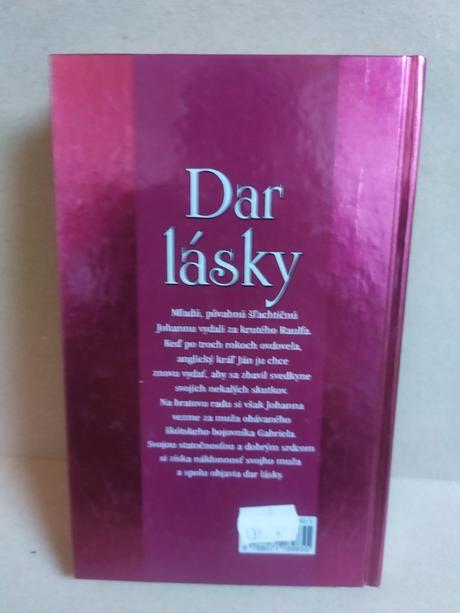 Dar
lásky
Mladú, pôvabnú šľachtičnú
Johannu vydali za krutého Raulfa.
Keď po troch rokoch ovdovela,
anglický kráľ Ján ju chce
znovu vydať, aby sa zbavil svedkyne
svojich nekalých skutkov.
Na bratovu radu si však Johanna
vezme za muža obávaného
škótskeho bojovníka Gabriela.
Svojou statočnosťou a dobrým srdcom
si získa náklonnosť svojho muža
a spolu objavia dar lásky.